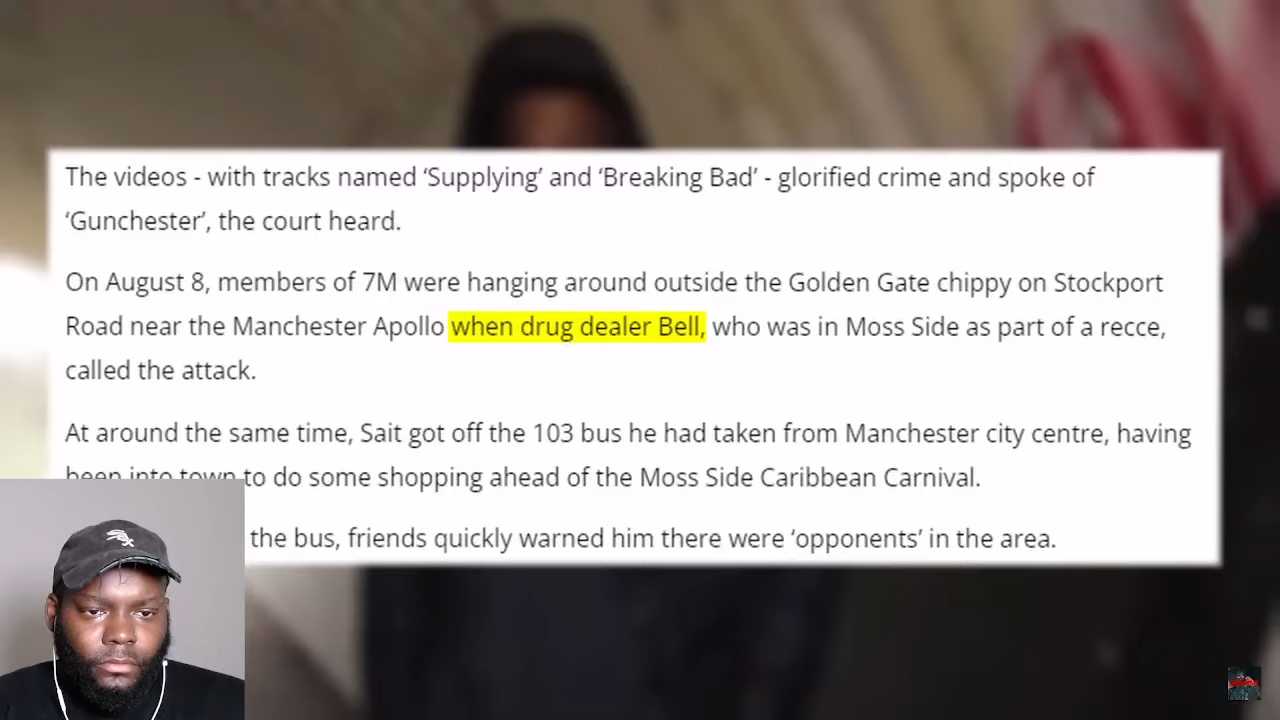 The videos - with tracks named ‘Supplying’ and ‘Breaking Bad’ - glorified crime and spoke of
‘Gunchester’, the court heard.
On August 8, members of 7M were hanging around outside the Golden Gate chippy on Stockport
Road near the Manchester Apollo when drug dealer Bell, who was in Moss Side as part of a recce,
called the attack.
At around the same time, Sait got off the 103 bus he had taken from Manchester city centre, having
been into town to do some shopping ahead of the Moss Side Caribbean Carnival.
the bus, friends quickly warned him there were ‘opponents’ in the area.